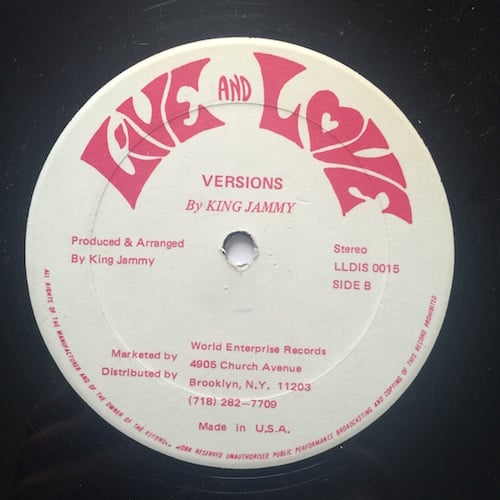 LIVE AND LOVE
VERSIONS
By KING JAMMY
Produced & Arranged
By King Jammy
Stereo
LLDIS 0015
SIDE B
Marketed by
Distributed by
World Enterprise Records
4905 Church Avenue
Brooklyn, N.Y. 11203
(718) 282-7709
Made in U.S.A.
ALL RIGHTS OF THE MANUFACTURER AND OF THE OWNER OF THE RECORDED WORK RESERVED UNAUTHORISED PUBLIC PERFORMANCE BROADCASTING AND COPYING OF THIS RECORD PROHIBITED